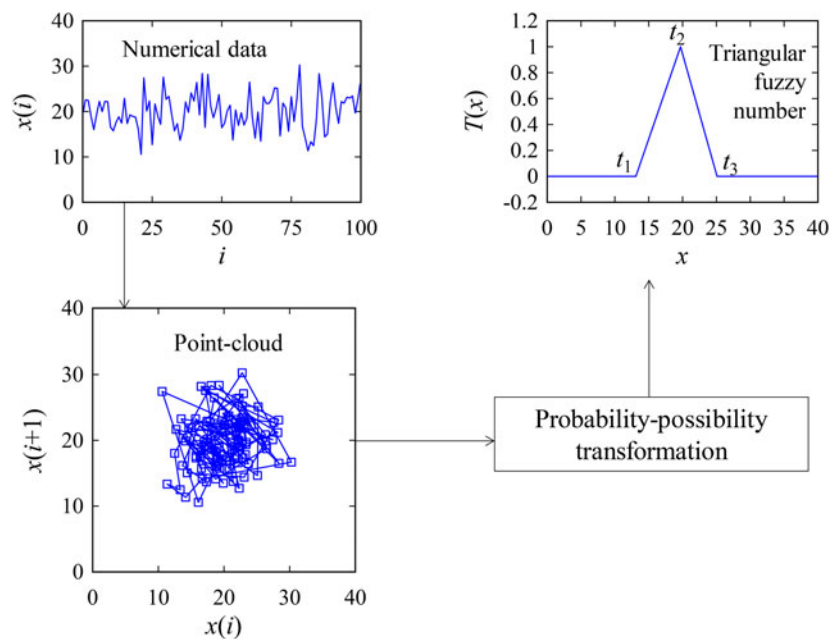 Numerical data
x(i)
40
30
20
10
0
0 25 50 75 100
i
Triangular
fuzzy
number
T(x)
1.2
1
0.8
0.6
0.4
0.2
0
-0.2
t2
t1
t3
0 5 10 15 20 25 30 35 40
x
Point-cloud
x(i+1)
40
30
20
10
0
0 10 20 30 40
x(i)
Probability-possibility
transformation